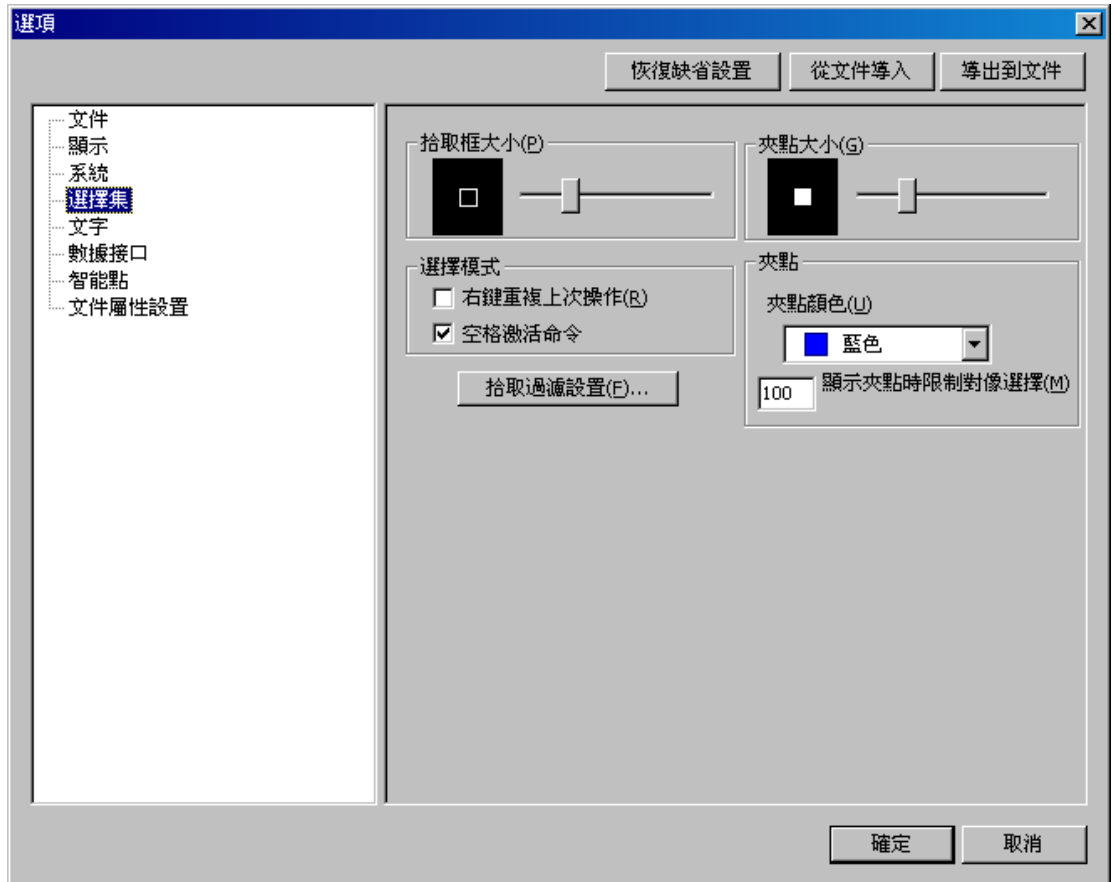 選項
恢復缺省設置 從文件導入 導出到文件
文件
顯示
系統
選擇集
文字
數據接口
智能點
文件屬性設置
拾取框大小(P)
夾點大小(G)
選擇模式
右鍵重複上次操作(R)
空格激活命令
拾取過濾設置(F)...
夾點
夾點顏色(U)
藍色
100 顯示夾點時限制對像選擇(M)
確定 取消